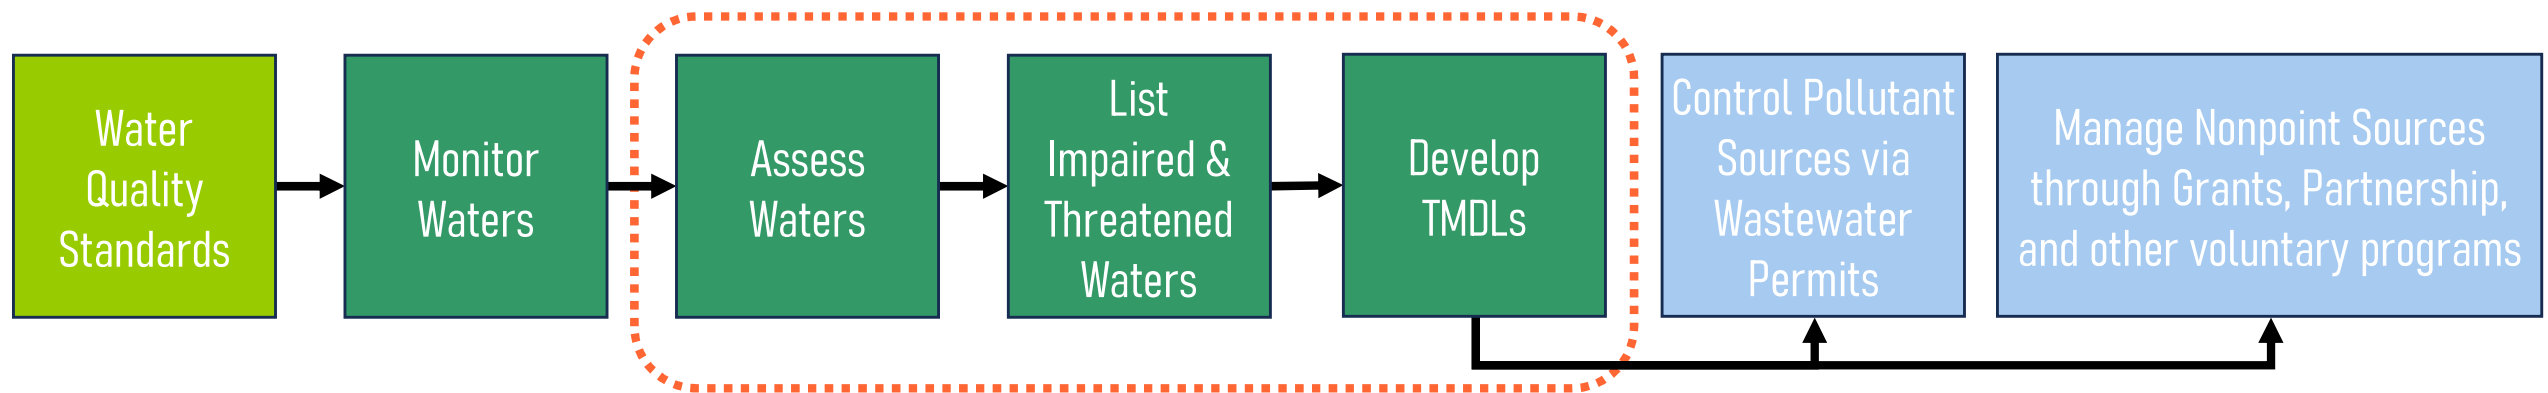 Water
Quality
Standards
Monitor
Waters
Assess
Waters
List
Impaired &
Threatened
Waters
Develop
TMDLs
Control Pollutant
Sources via
Wastewater
Permits
Manage Nonpoint Sources
through Grants, Partnership,
and other voluntary programs